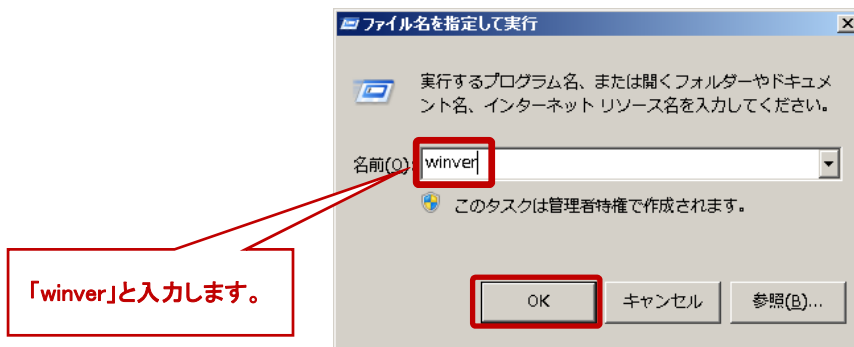 ファイル名を指定して実行
実行するプログラム名、または開くフォルダーやドキュメ
ント名、インターネット リソース名を入力してください。
名前(O):
winver
このタスクは管理者特権で作成されます。
「winver」と入力します。
OK
キャンセル
参照(B)...